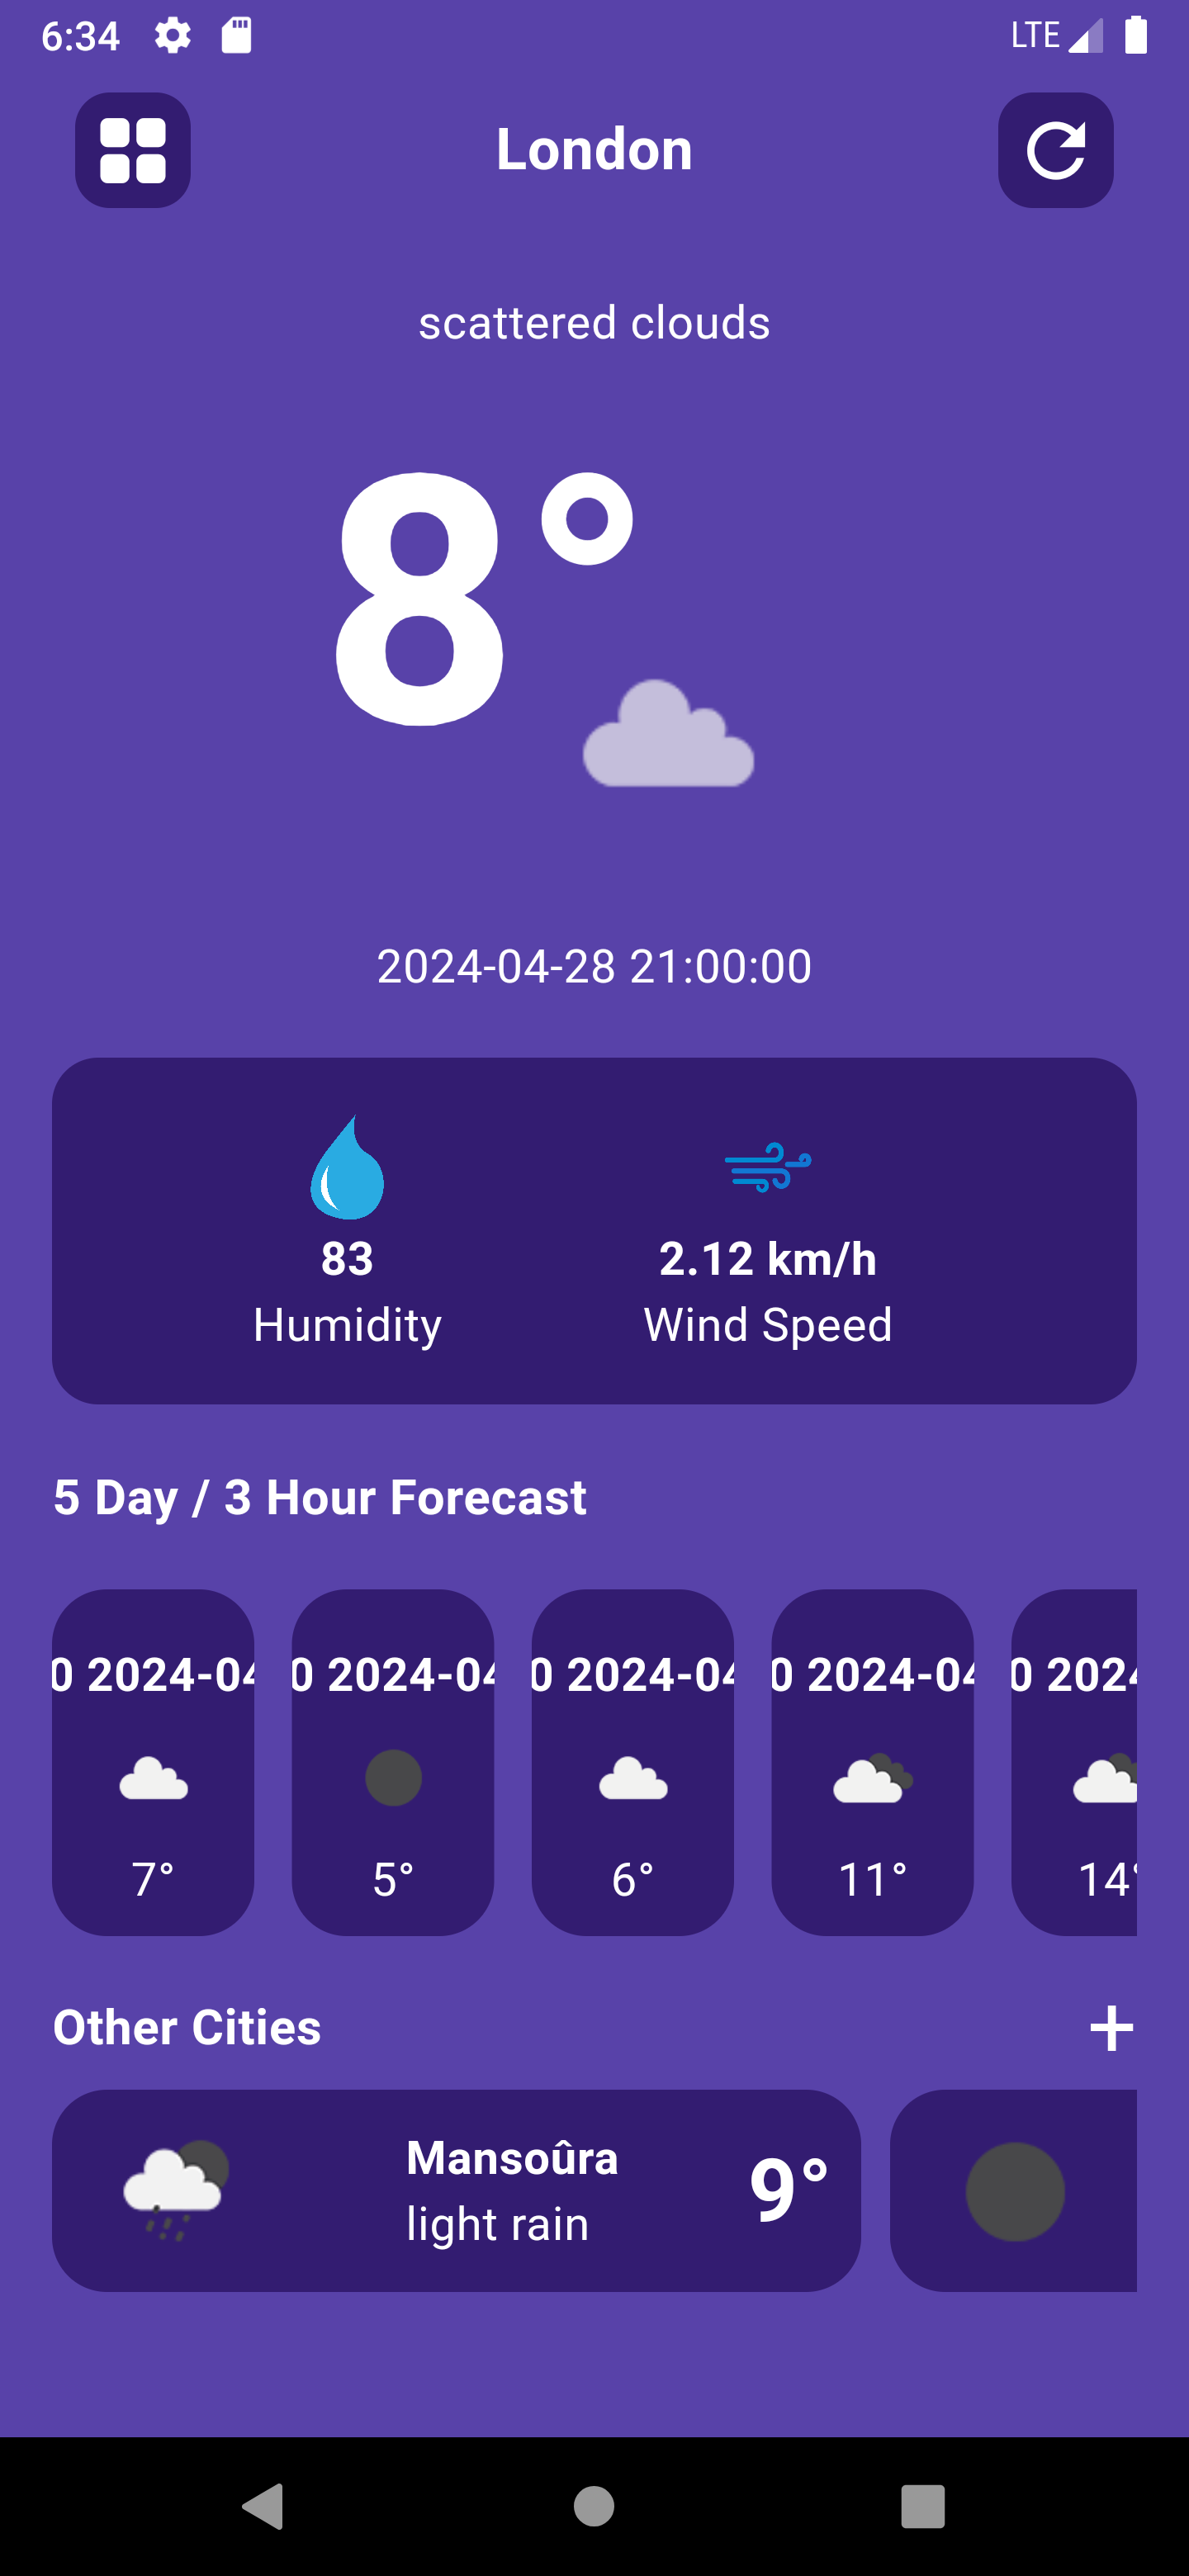 6:34 LTE
London
scattered clouds
8°
2024-04-28 21:00:00
83 2.12 km/h
Humidity Wind Speed
5 Day / 3 Hour Forecast
0 2024-04 0 2024-04 0 2024-04 0 2024-04 0 2024
7° 5° 6° 11° 14°
Other Cities +
Mansoûra
light rain
9°